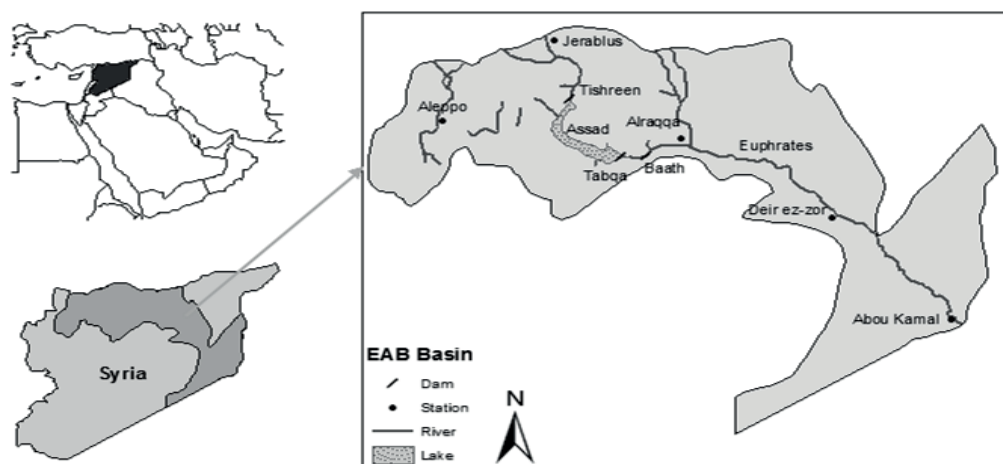 Syria
Jerablus
Tishreen
Aleppo
Assad
Alraqqa
Euphrates
Tabqa
Baath
Deir ez-zor
Abou Kamal
EAB Basin
Dam
Station
River
Lake
N